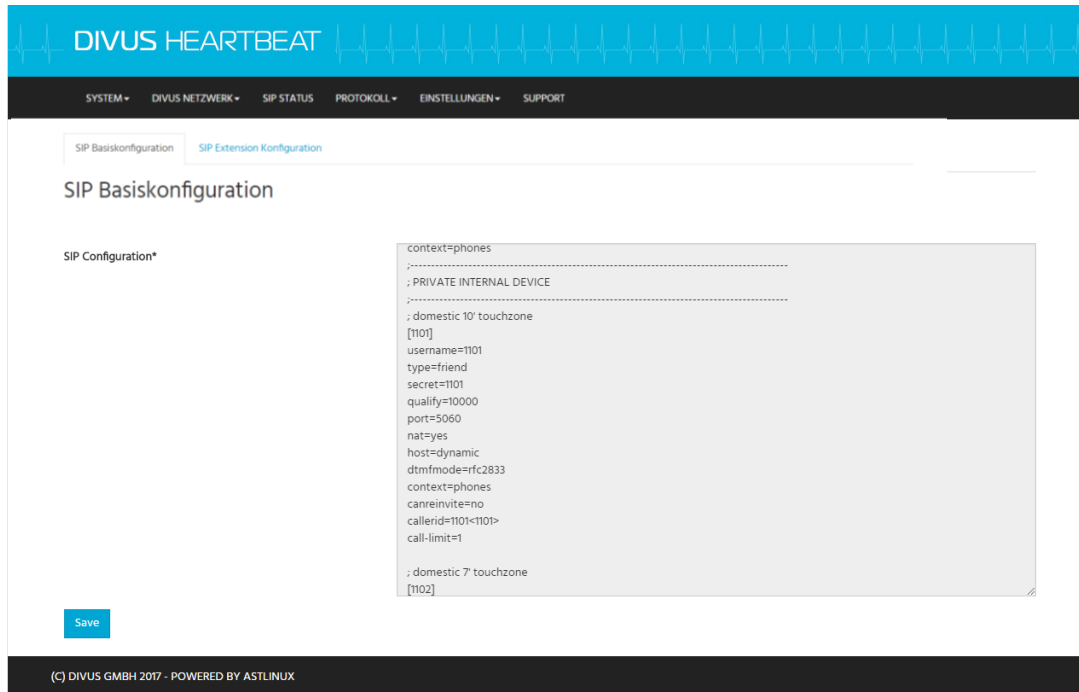 DIVUS HEARTBEAT
SYSTEM DIVUS NETZWERK SIP STATUS PROTOKOLL EINSTELLUNGEN SUPPORT
SIP Basiskonfiguration SIP Extension Konfiguration
SIP Basiskonfiguration
SIP Configuration*
context=phones
;-------------------------------------------------------------------------------------------
; PRIVATE INTERNAL DEVICE
;-------------------------------------------------------------------------------------------
; domestic 10' touchzone
[1101]
username=1101
type=friend
secret=1101
qualify=10000
port=5060
nat=yes
host=dynamic
dtmfmode=rfc2833
context=phones
canreinvite=no
callerid=1101<1101>
call-limit=1
; domestic 7' touchzone
[1102]
Save
(C) DIVUS GMBH 2017 - POWERED BY ASTLINUX